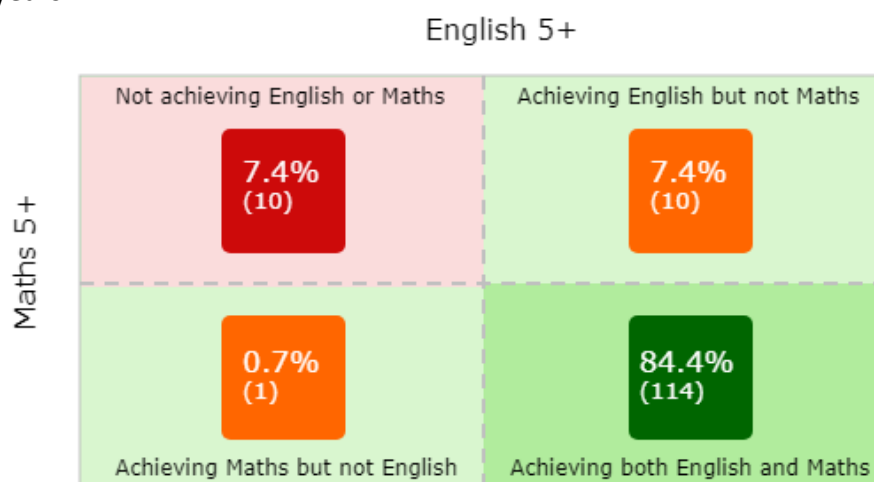 English 5+
Maths 5+
Not achieving English or Maths
Achieving English but not Maths
7.4%
(10)
7.4%
(10)
0.7%
(1)
84.4%
(114)
Achieving Maths but not English
Achieving both English and Maths